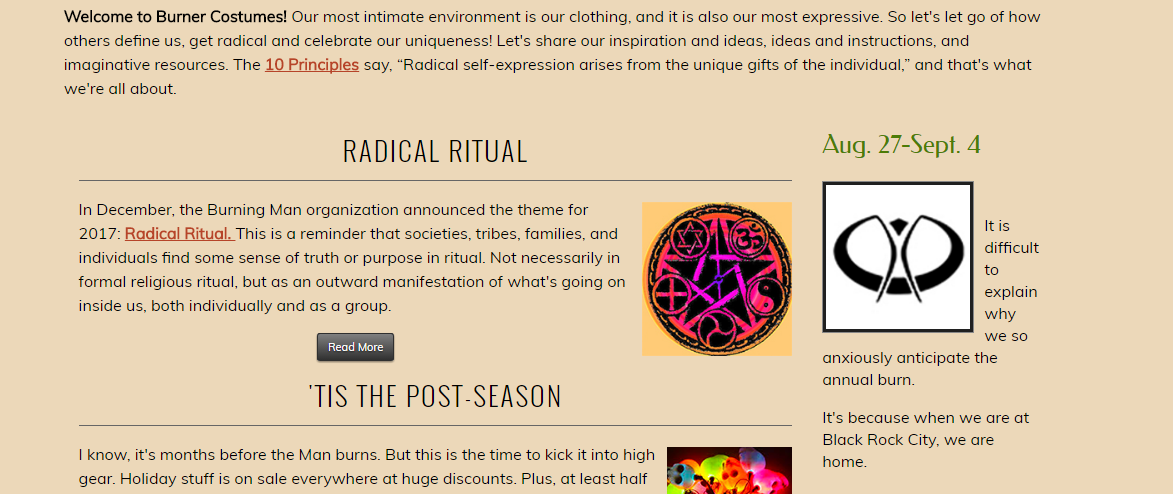 Welcome to Burner Costumes! Our most intimate environment is our clothing, and it is also our most expressive. So let's let go of how
others define us, get radical and celebrate our uniqueness! Let's share our inspiration and ideas, ideas and instructions, and
imaginative resources. The 10 Principles say, “Radical self-expression arises from the unique gifts of the individual,” and that's what
we're all about.
RADICAL RITUAL
In December, the Burning Man organization announced the theme for
2017: Radical Ritual. This is a reminder that societies, tribes, families, and
individuals find some sense of truth or purpose in ritual. Not necessarily in
formal religious ritual, but as an outward manifestation of what's going on
inside us, both individually and as a group.
Read More
'TIS THE POST-SEASON
I know, it's months before the Man burns. But this is the time to kick it into high
gear. Holiday stuff is on sale everywhere at huge discounts. Plus, at least half
Aug. 27-Sept. 4
It is
difficult
to
explain
why
we so
anxiously anticipate the
annual burn.
It's because when we are at
Black Rock City, we are
home.